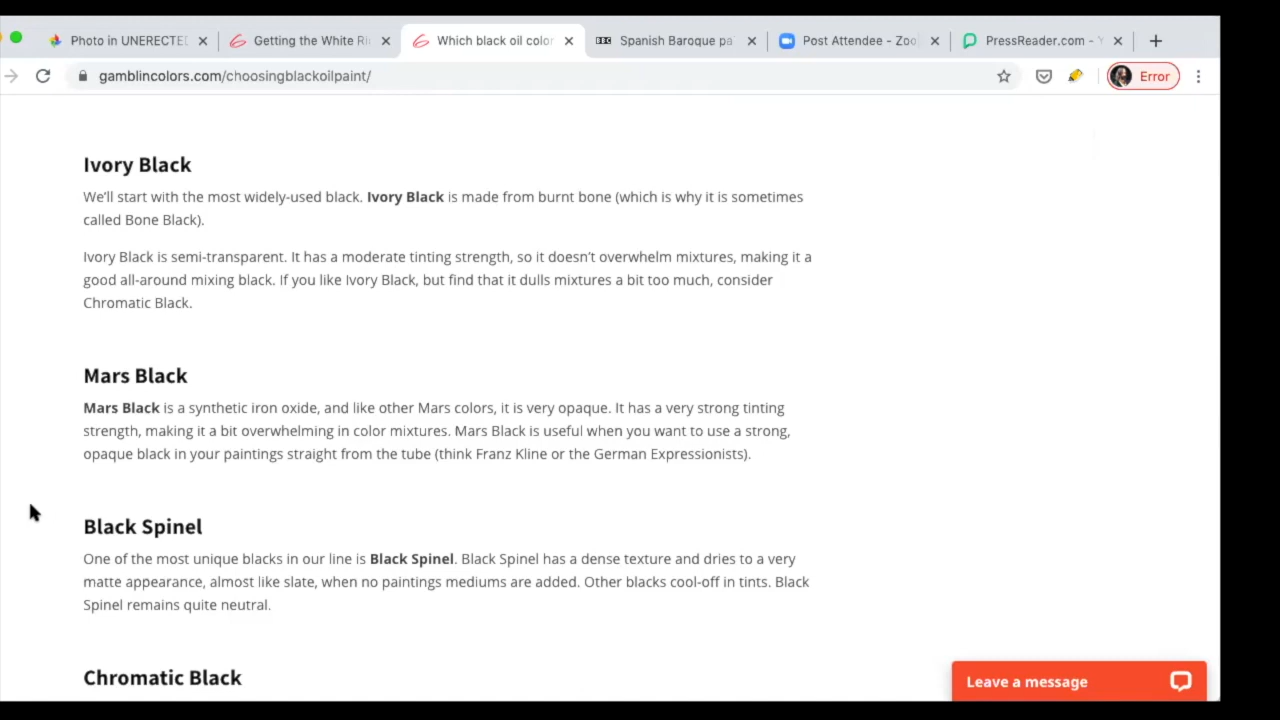 Photo in UNERECTED
Getting the White Ri
Which black oil color
Spanish Baroque pa
Post Attendee - Zoo
PressReader.com -
gamblincolors.com/choosingblackoilpaint/
Error
Ivory Black
We'll start with the most widely-used black. Ivory Black is made from burnt bone (which is why it is sometimes
called Bone Black).
Ivory Black is semi-transparent. It has a moderate tinting strength, so it doesn't overwhelm mixtures, making it a
good all-around mixing black. If you like Ivory Black, but find that it dulls mixtures a bit too much, consider
Chromatic Black.
Mars Black
Mars Black is a synthetic iron oxide, and like other Mars colors, it is very opaque. It has a very strong tinting
strength, making it a bit overwhelming in color mixtures. Mars Black is useful when you want to use a strong,
opaque black in your paintings straight from the tube (think Franz Kline or the German Expressionists).
Black Spinel
One of the most unique blacks in our line is Black Spinel. Black Spinel has a dense texture and dries to a very
matte appearance, almost like slate, when no paintings mediums are added. Other blacks cool-off in tints. Black
Spinel remains quite neutral.
Chromatic Black
Leave a message